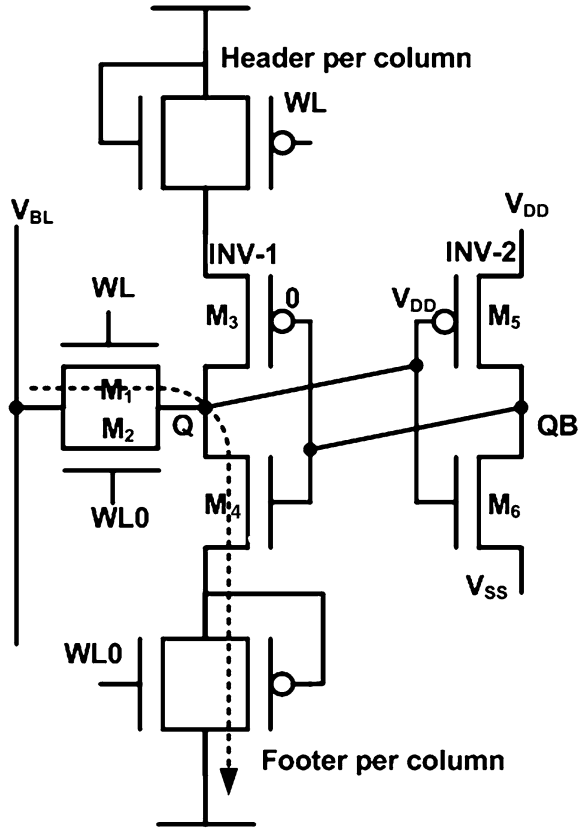 Header per column
WL
V_BL
V_DD
INV-1
INV-2
WL
0
V_DD
M_3
M_5
M_1
M_2
Q
QB
WL0
M_4
M_6
V_SS
WL0
Footer per column